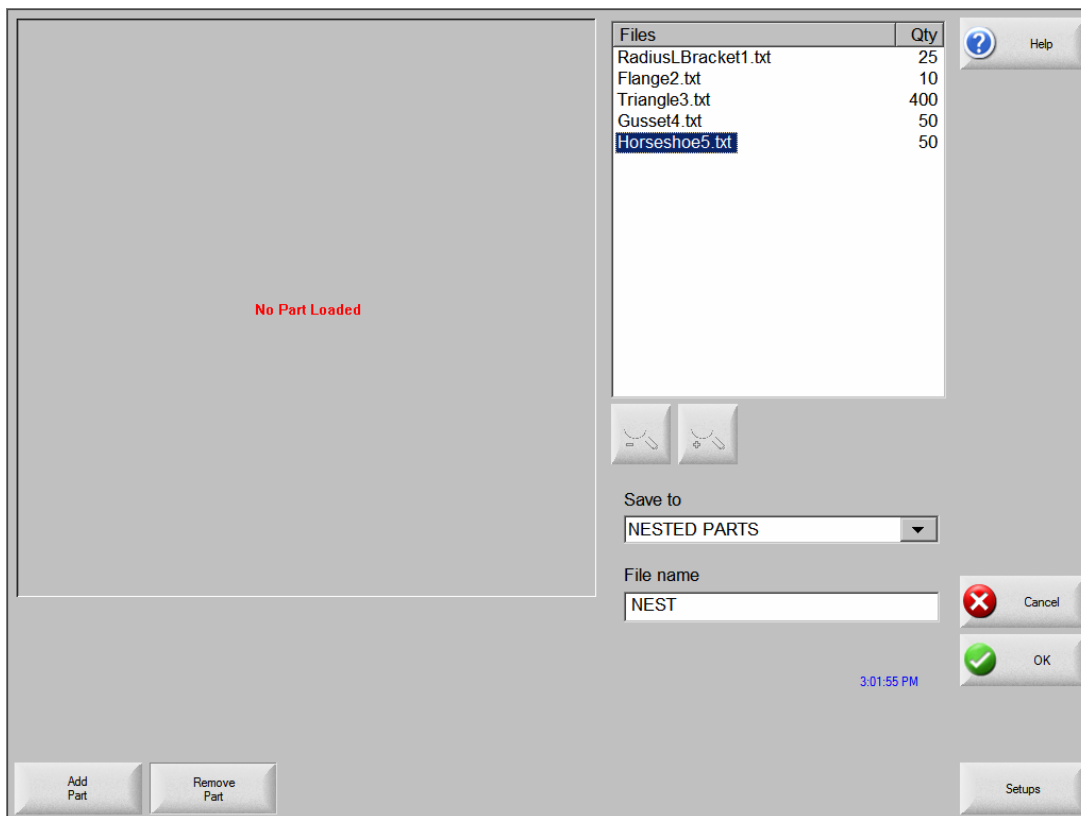 No Part Loaded
Files Qty
RadiusLBracket1.txt 25
Flange2.txt 10
Triangle3.txt 400
Gusset4.txt 50
Horseshoe5.txt 50
Save to
NESTED PARTS
File name
NEST
3:01:55 PM
? Help
Cancel
OK
Add
Part
Remove
Part
Setups